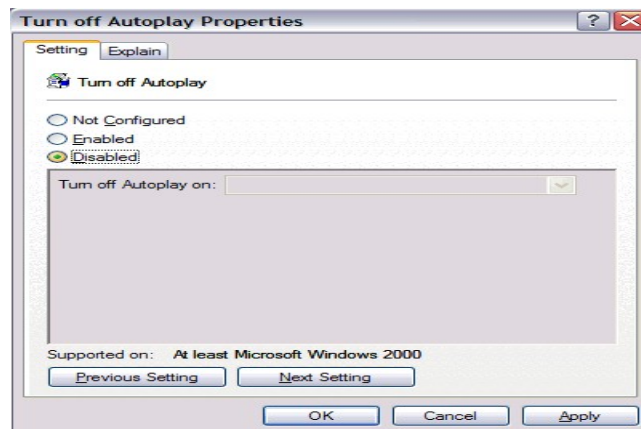 Turn off Autoplay Properties
Setting Explain
Turn off Autoplay
Not Configured
Enabled
Disabled
Turn off Autoplay on:
Supported on: At least Microsoft Windows 2000
Previous Setting Next Setting
OK Cancel Apply